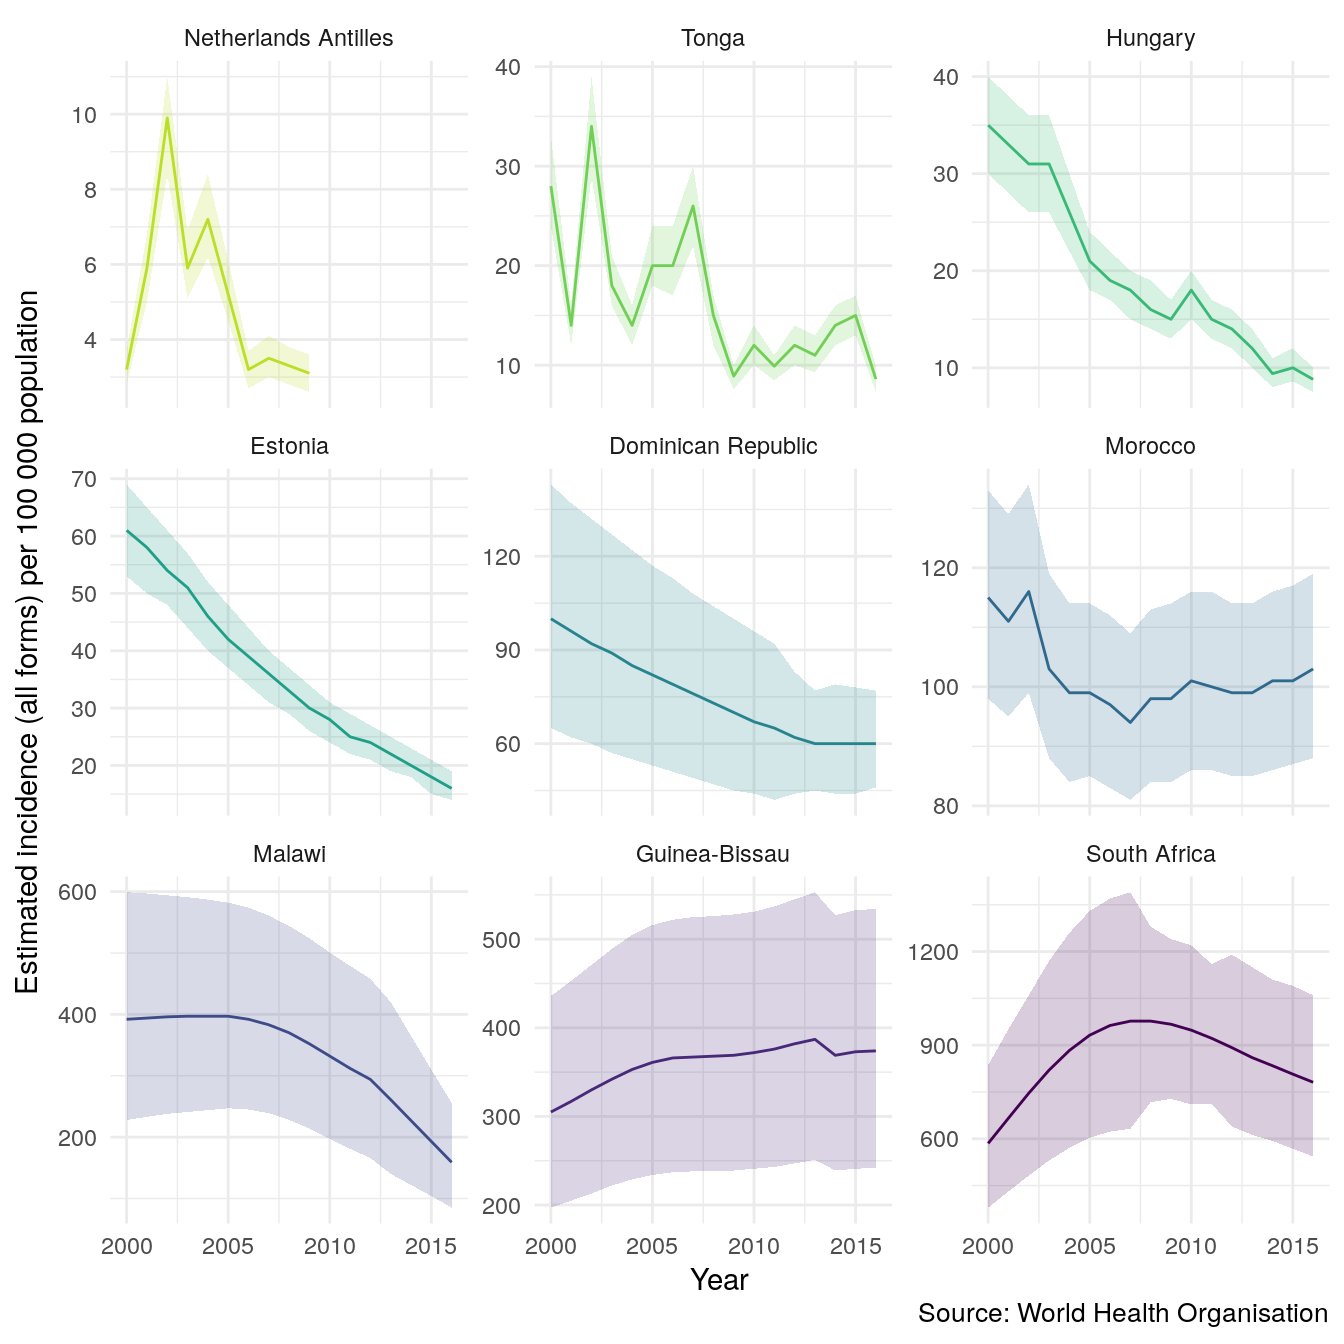 Netherlands Antilles
Tonga
Hungary
10
8
6
4
40
30
20
10
40
30
20
10
Estonia
Dominican Republic
Morocco
70
60
50
40
30
20
120
90
60
120
100
80
Malawi
Guinea-Bissau
South Africa
600
400
200
500
400
300
200
1200
900
600
2000 2005 2010 2015
2000 2005 2010 2015
2000 2005 2010 2015
Estimated incidence (all forms) per 100 000 population
Year
Source: World Health Organisation